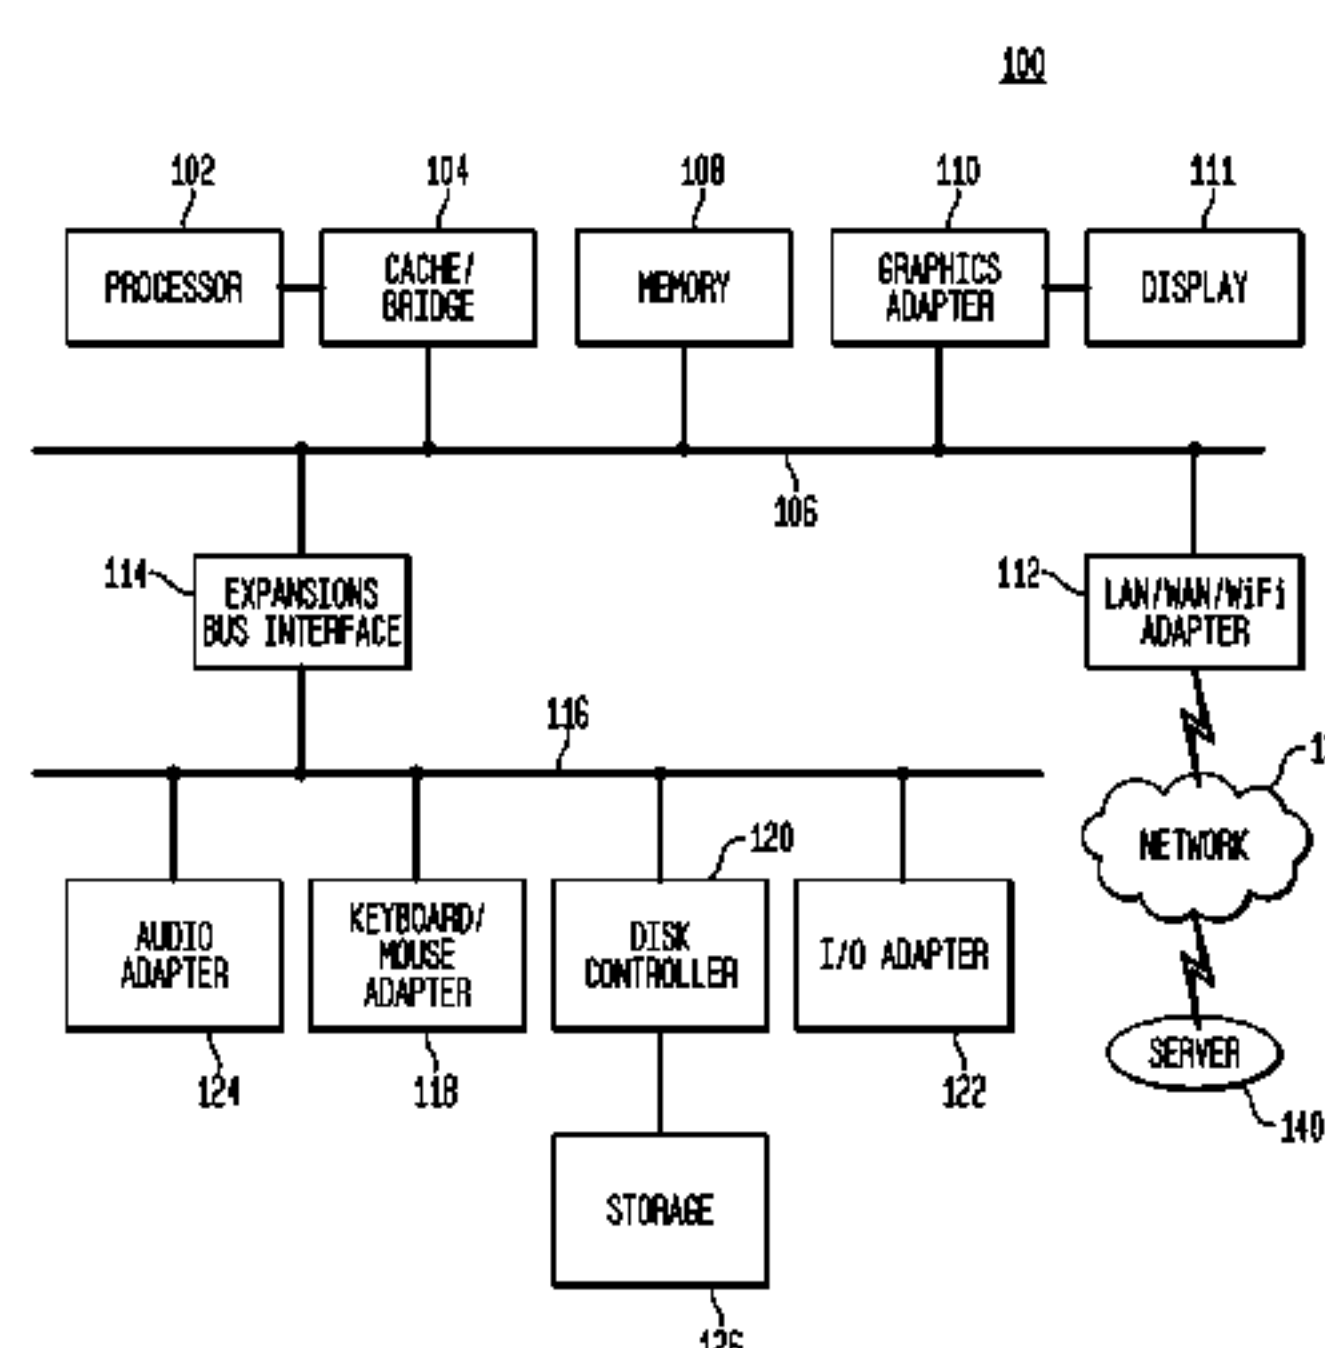 100
102
104
108
110
111
PROCESSOR
CACHE/
BRIDGE
MEMORY
GRAPHICS
ADAPTER
DISPLAY
106
114
EXPANSIONS
BUS INTERFACE
112
LAN/WAN/WiFi
ADAPTER
116
120
NETWORK
AUDIO
ADAPTER
KEYBOARD/
MOUSE
ADAPTER
DISK
CONTROLLER
I/O ADAPTER
SERVER
124
118
122
140
STORAGE
126